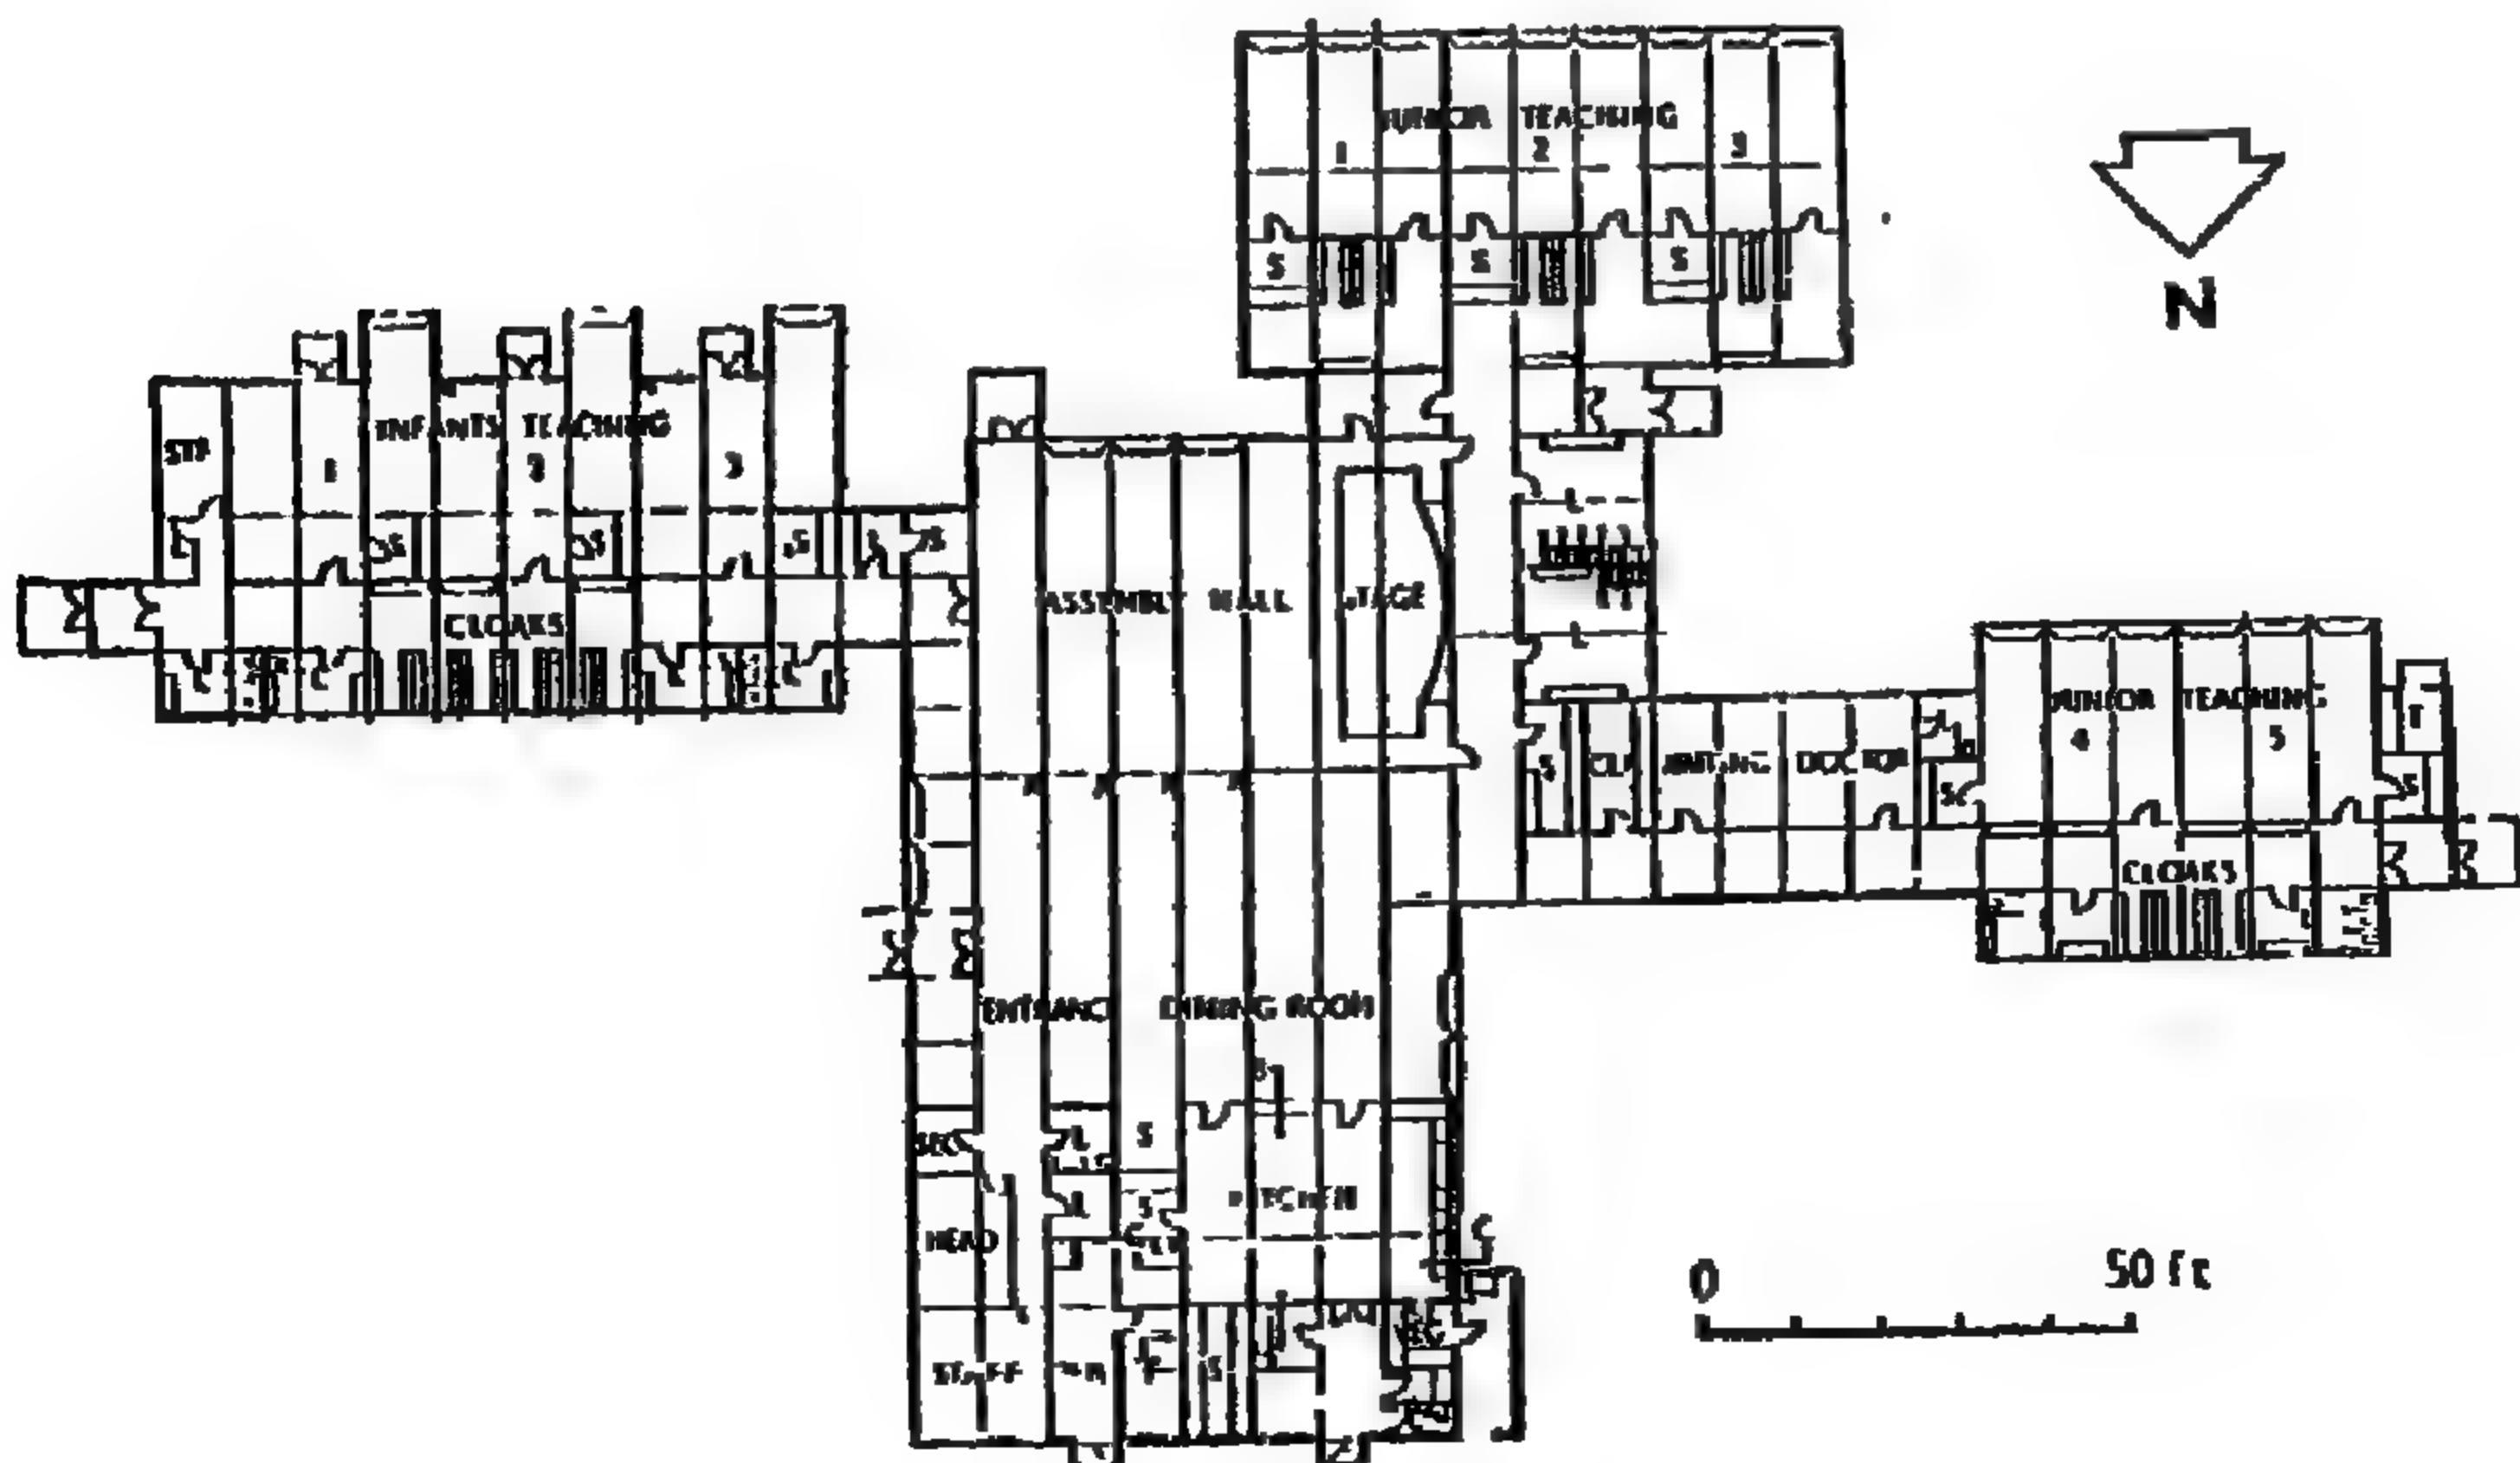 JUNIOR TEACHING
1 2 3
S S S
N
INFANTS TEACHING
STR 1 2 3
S S S S
CLOAKS
ASSEMBLY HALL STAGE
JUNIOR TEACHING
4 5
T
S
WAITING DOCTOR
S
CLOAKS
ENTRANCE DINING ROOM
S
KITCHEN
S
HEAD
STAFF
S
0 50 ft